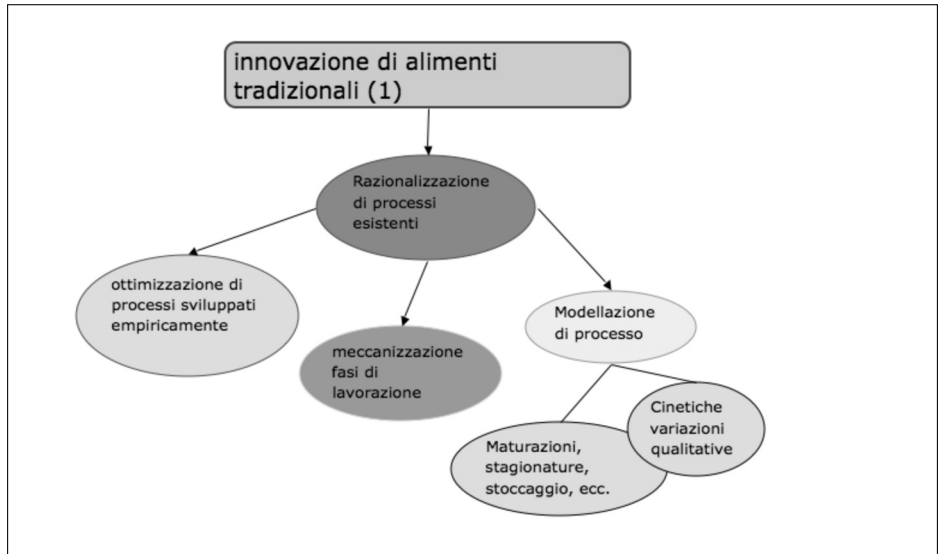 innovazione di alimenti
tradizionali (1)
Razionalizzazione
di processi
esistenti
ottimizzazione di
processi sviluppati
empiricamente
meccanizzazione
fasi di
lavorazione
Modellazione
di processo
Maturazioni,
stagionature,
stoccaggio, ecc.
Cinetiche
variazioni
qualitative